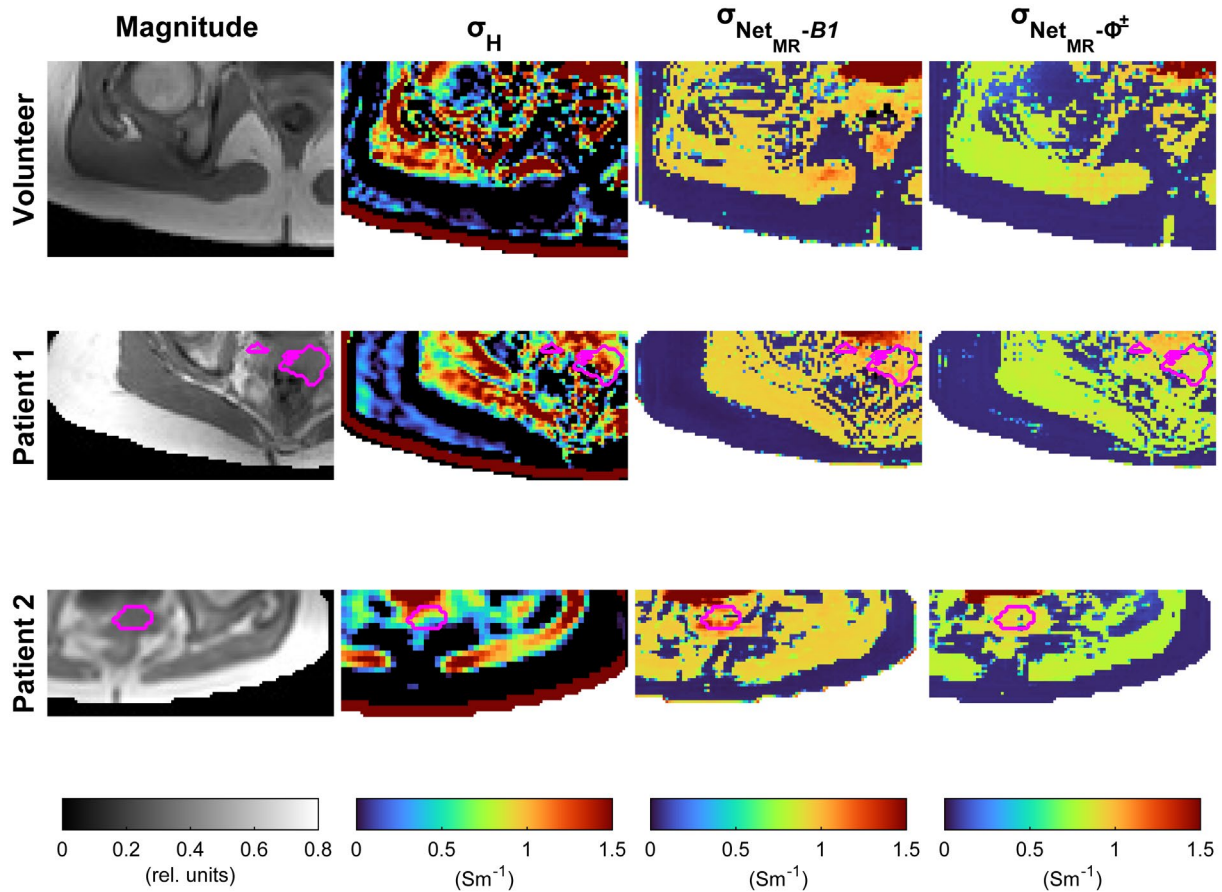 Magnitude σH σNetMR-B1 σNetMR-Φ±
Volunteer
Patient 1
Patient 2
0 0.2 0.4 0.6 0.8 0 0.5 1 1.5 0 0.5 1 1.5 0 0.5 1 1.5
(rel. units) (Sm⁻¹) (Sm⁻¹) (Sm⁻¹)